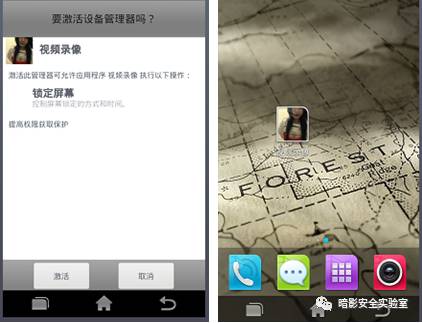 要激活设备管理器吗？
视频录像
激活此管理器可允许应用程序 视频录像 执行以下操作：
锁定屏幕
控制屏幕锁定的方式和时间。
提高权限获取保护
激活
取消
FOREST
Ridge
暗影安全实验室